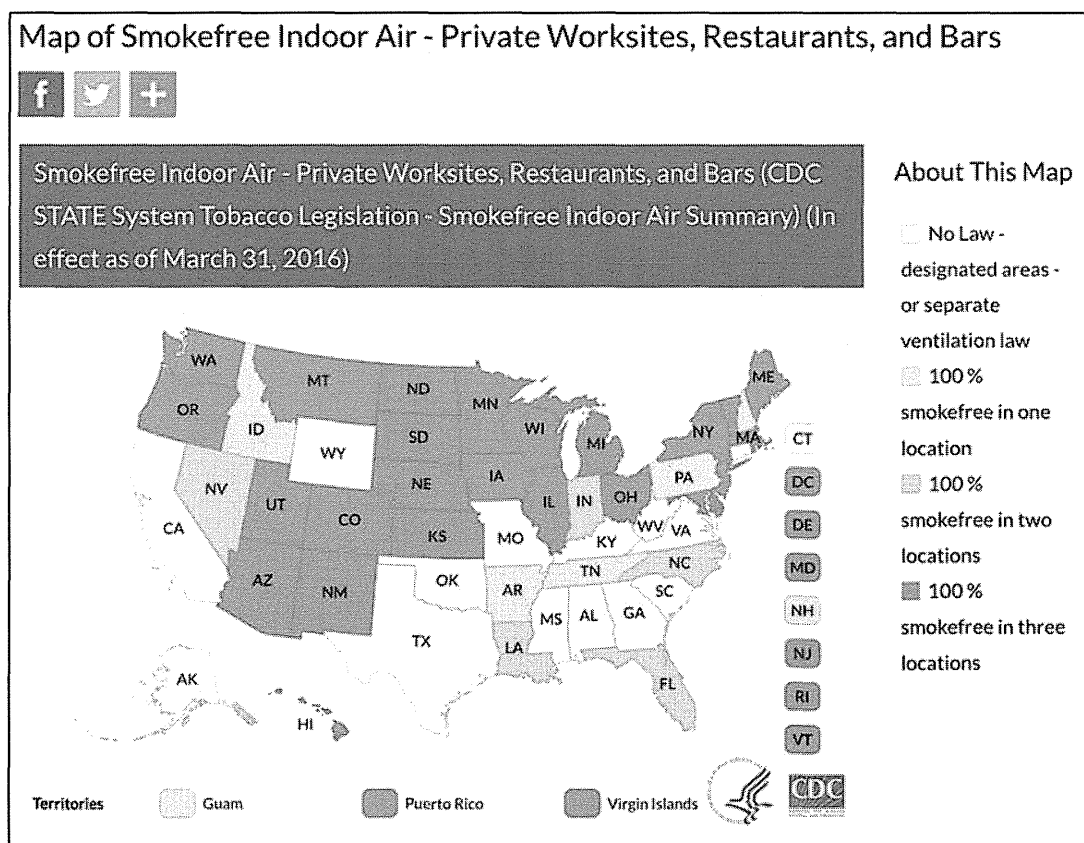 Map of Smokefree Indoor Air - Private Worksites, Restaurants, and Bars
f
Smokefree Indoor Air - Private Worksites, Restaurants, and Bars (CDC
STATE System Tobacco Legislation - Smokefree Indoor Air Summary) (In
effect as of March 31, 2016)
About This Map
No Law -
designated areas -
or separate
ventilation law
100 %
smokefree in one
location
100 %
smokefree in two
locations
100 %
smokefree in three
locations
WA
MT
ND
MN
ME
OR
ID
SD
WI
MI
NY
MA
CT
WY
IA
PA
NV
NE
IL
IN
OH
DC
UT
CO
KS
MO
KY
WV
VA
DE
CA
TN
NC
MD
AZ
NM
OK
AR
SC
NH
TX
LA
MS
AL
GA
NJ
AK
FL
RI
HI
VT
Territories
Guam
Puerto Rico
Virgin Islands
CDC